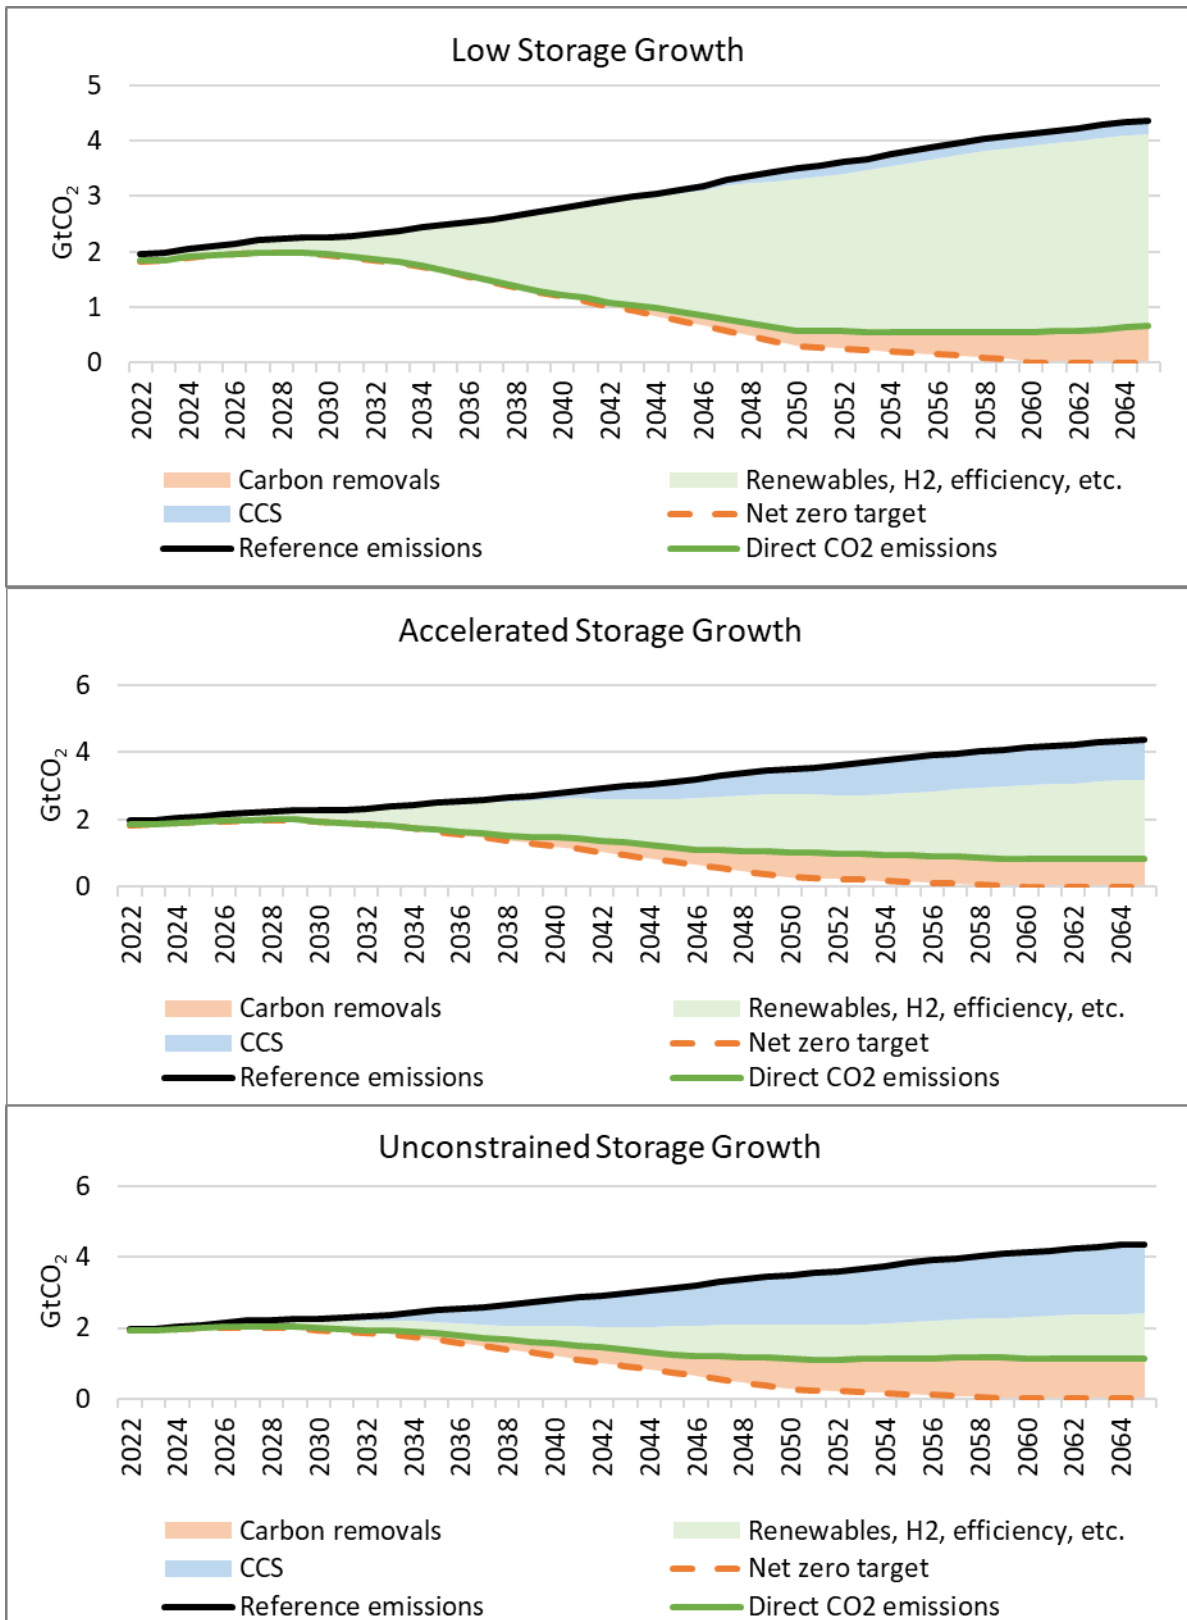 Low Storage Growth
5
4
3
2
1
0
GtCO₂
2022 2024 2026 2028 2030 2032 2034 2036 2038 2040 2042 2044 2046 2048 2050 2052 2054 2056 2058 2060 2062 2064
Carbon removals Renewables, H2, efficiency, etc.
CCS Net zero target
Reference emissions Direct CO2 emissions
Accelerated Storage Growth
6
4
2
0
GtCO₂
2022 2024 2026 2028 2030 2032 2034 2036 2038 2040 2042 2044 2046 2048 2050 2052 2054 2056 2058 2060 2062 2064
Carbon removals Renewables, H2, efficiency, etc.
CCS Net zero target
Reference emissions Direct CO2 emissions
Unconstrained Storage Growth
6
4
2
0
GtCO₂
2022 2024 2026 2028 2030 2032 2034 2036 2038 2040 2042 2044 2046 2048 2050 2052 2054 2056 2058 2060 2062 2064
Carbon removals Renewables, H2, efficiency, etc.
CCS Net zero target
Reference emissions Direct CO2 emissions